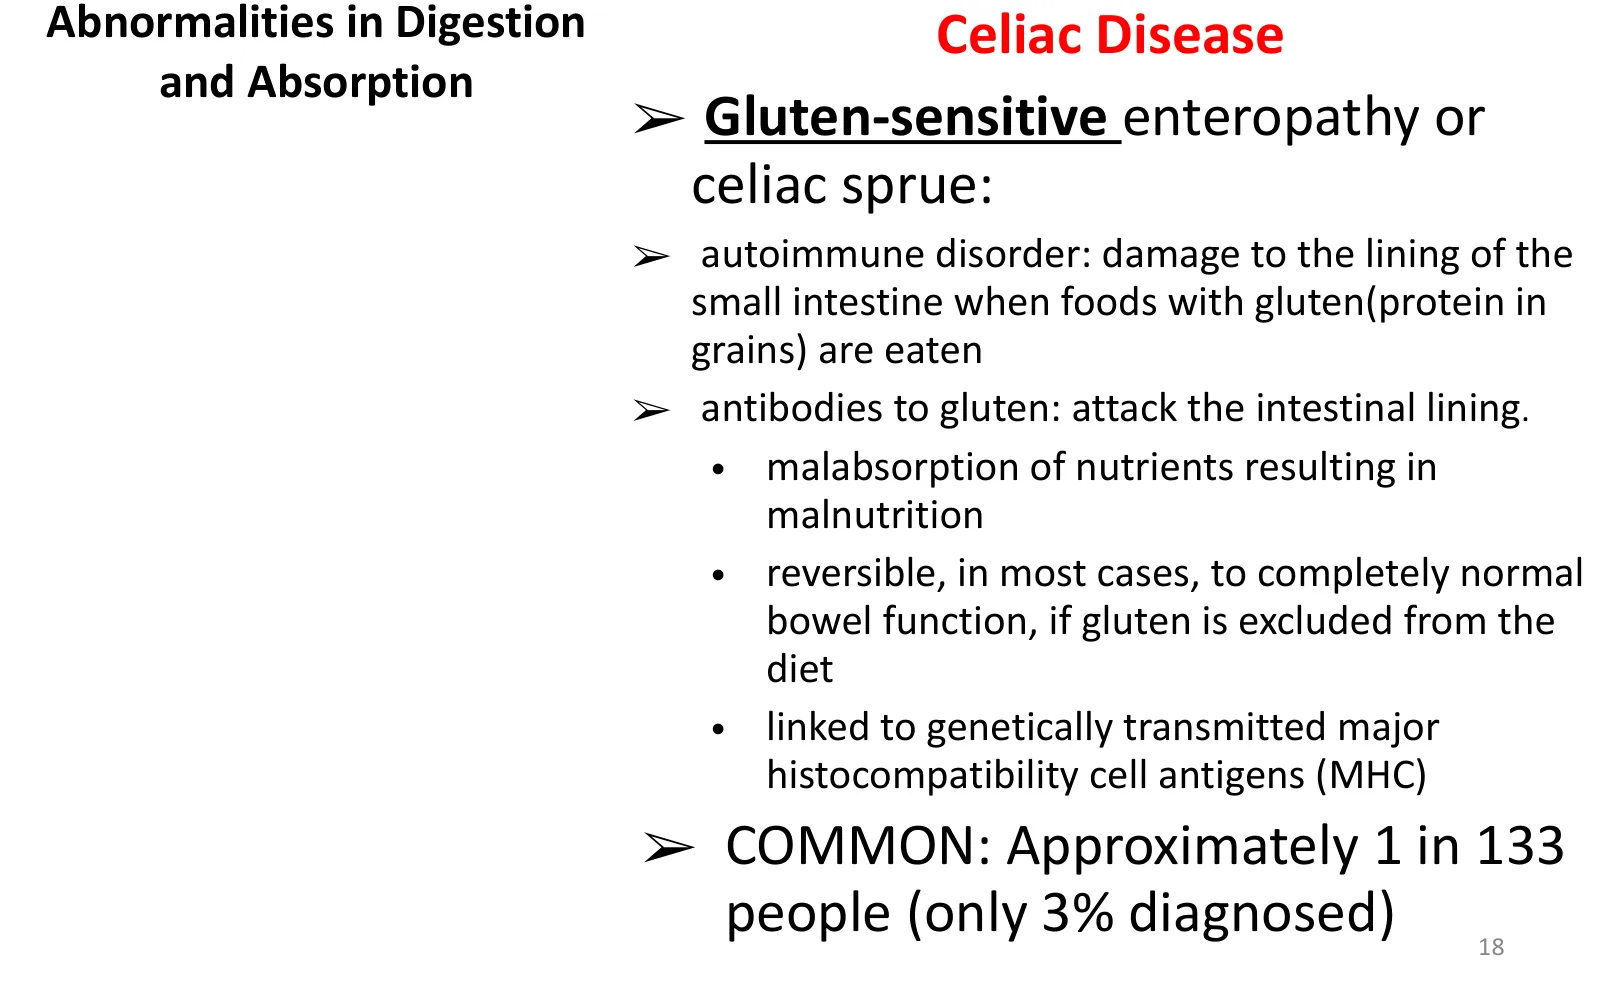 Abnormalities in Digestion
and Absorption
Celiac Disease
➢ Gluten-sensitive enteropathy or
celiac sprue:
➢ autoimmune disorder: damage to the lining of the
small intestine when foods with gluten(protein in
grains) are eaten
➢ antibodies to gluten: attack the intestinal lining.
• malabsorption of nutrients resulting in
malnutrition
• reversible, in most cases, to completely normal
bowel function, if gluten is excluded from the
diet
• linked to genetically transmitted major
histocompatibility cell antigens (MHC)
➢ COMMON: Approximately 1 in 133
people (only 3% diagnosed)
18